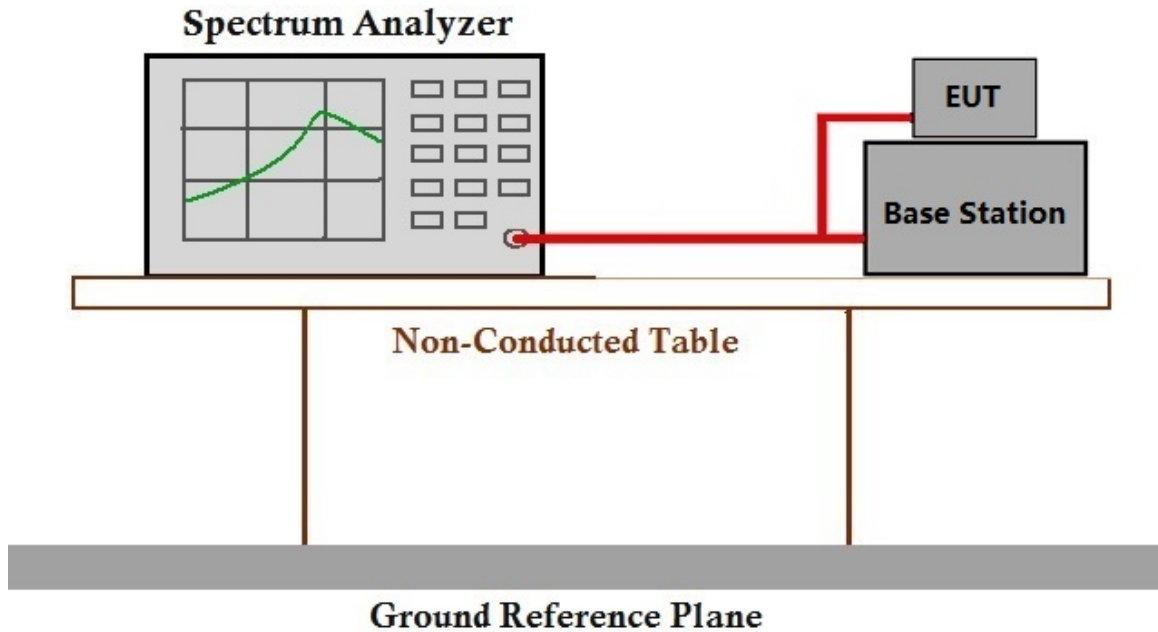 Spectrum Analyzer
EUT
Base Station
Non-Conducted Table
Ground Reference Plane